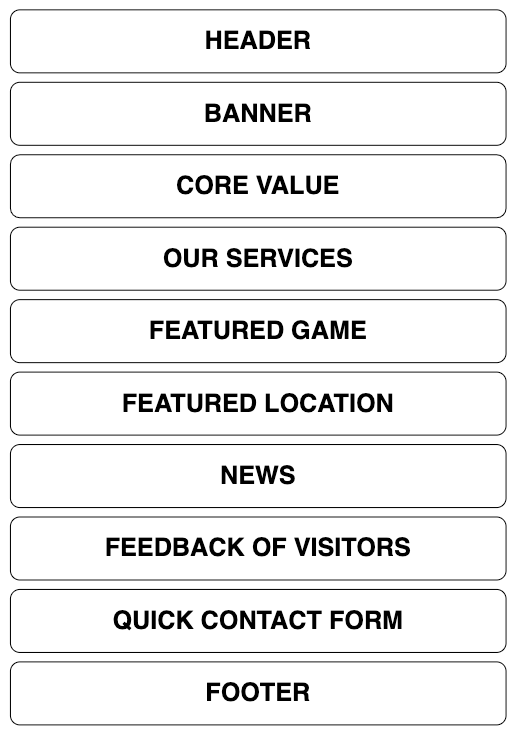 HEADER
BANNER
CORE VALUE
OUR SERVICES
FEATURED GAME
FEATURED LOCATION
NEWS
FEEDBACK OF VISITORS
QUICK CONTACT FORM
FOOTER